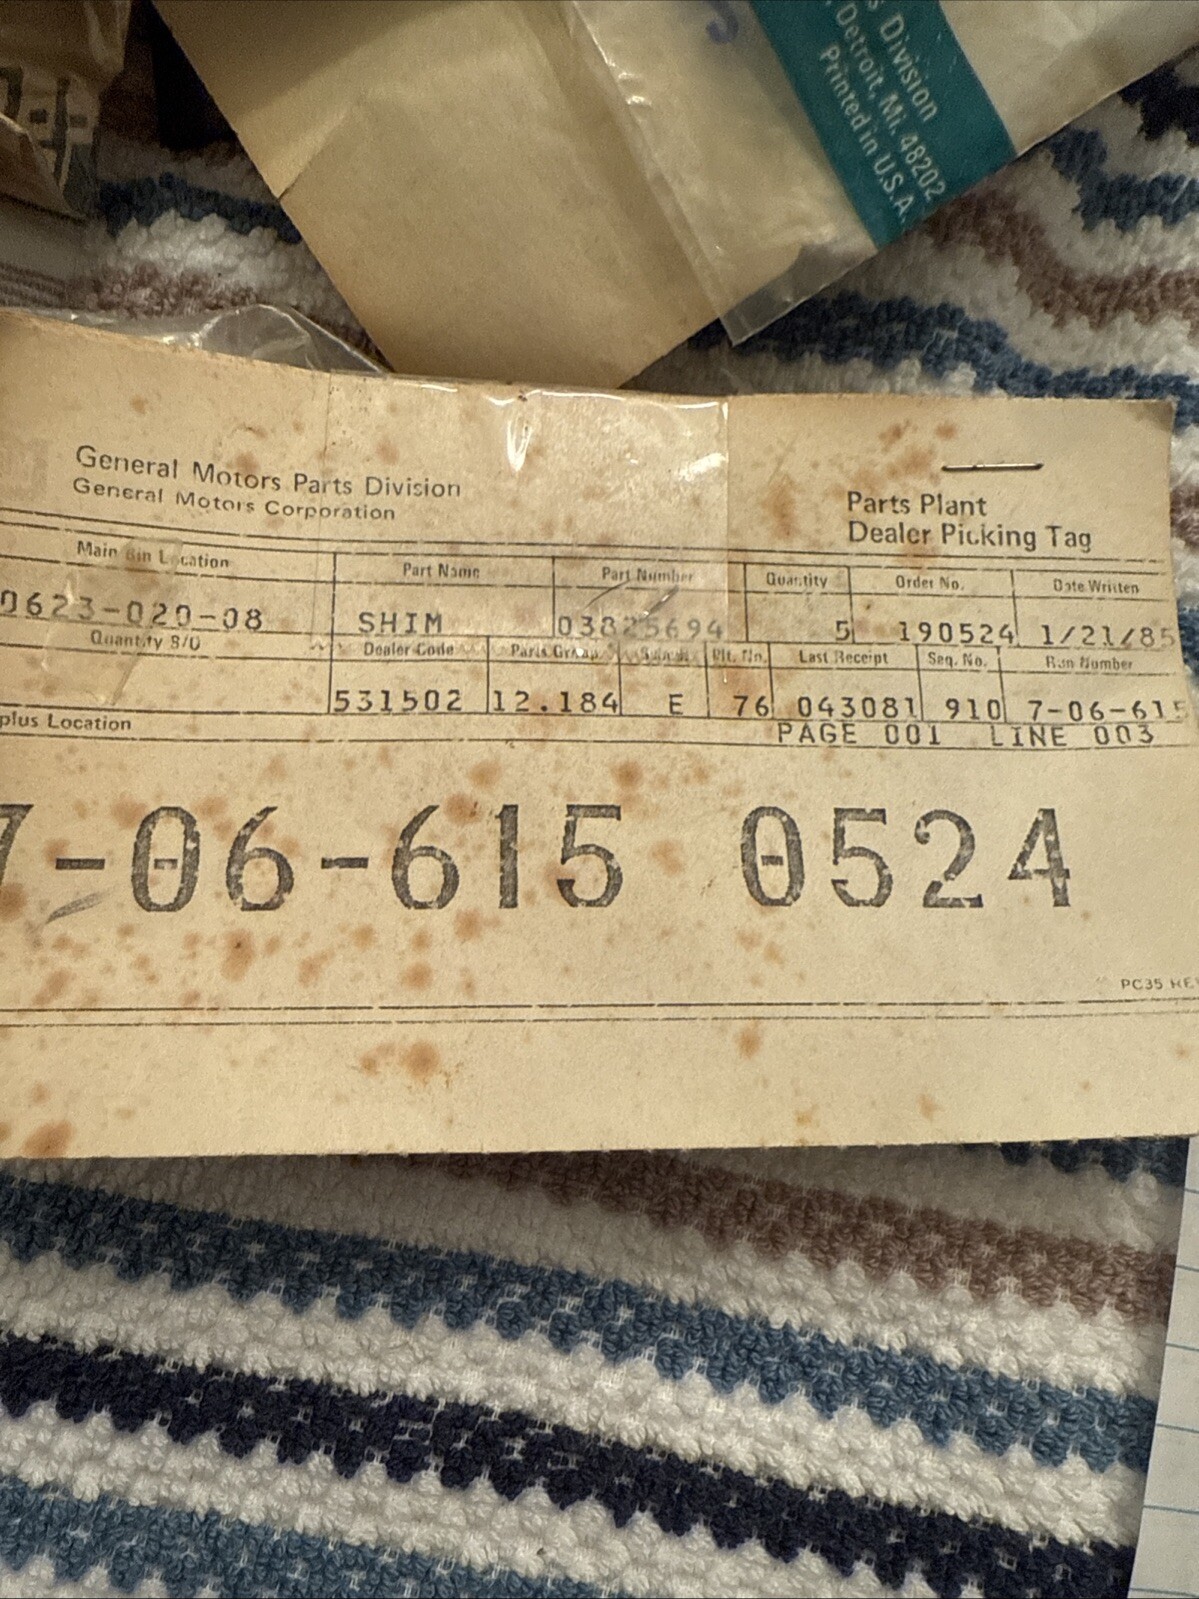 s Division
, Detroit, Mi. 48202
Printed in U.S.A.
General Motors Parts Division
General Motors Corporation
Parts Plant
Dealer Picking Tag
Main Bin Location Part Name Part Number Quantity Order No. Date Written
0623-020-08 SHIM 03825694 5 190524 1/21/85
Quantity B/O Dealer Code Parts Group Plt. No. Last Receipt Seq. No. Run Number
531502 12.184 E 76 043081 910 7-06-615
plus Location PAGE 001 LINE 003
7-06-615 0524
PC35 RE